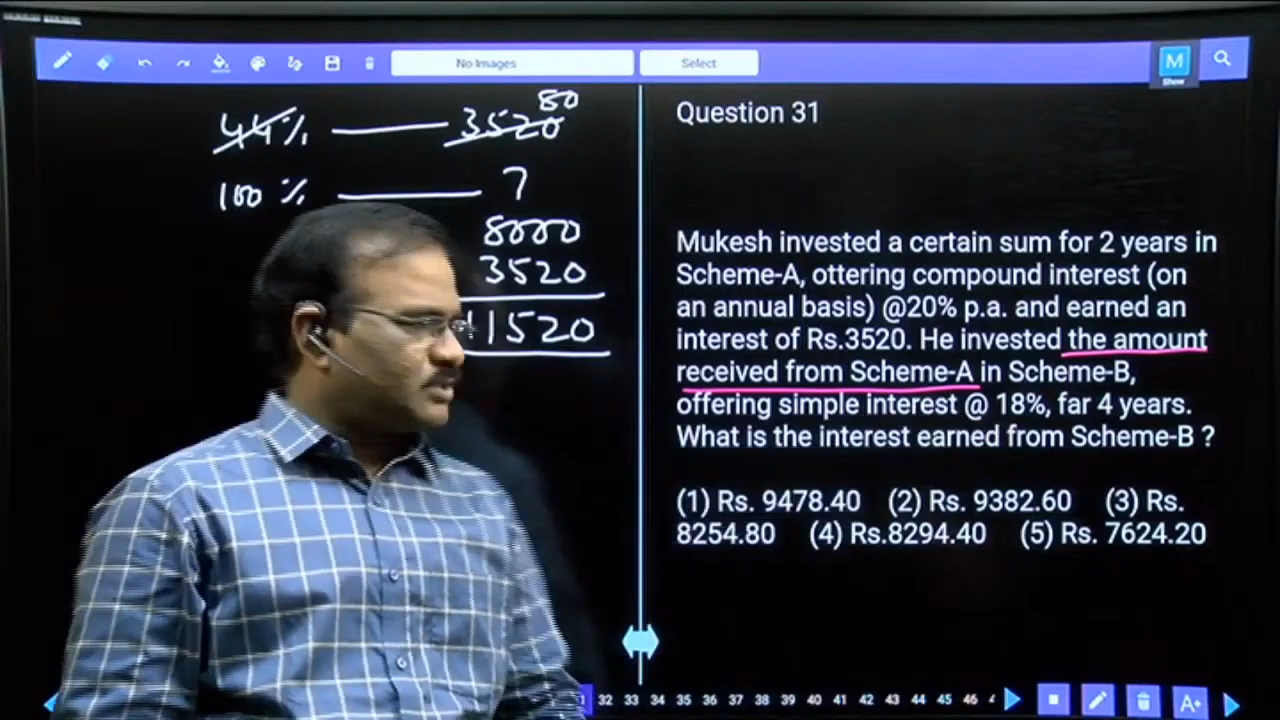 No Images
Select
M
Show
44% 3520 80
100 % ?
8000
3520
11520
Question 31
Mukesh invested a certain sum for 2 years in
Scheme-A, ottering compound interest (on
an annual basis) @20% p.a. and earned an
interest of Rs.3520. He invested the amount
received from Scheme-A in Scheme-B,
offering simple interest @ 18%, far 4 years.
What is the interest earned from Scheme-B ?
(1) Rs. 9478.40 (2) Rs. 9382.60 (3) Rs.
8254.80 (4) Rs.8294.40 (5) Rs. 7624.20
32 33 34 35 36 37 38 39 40 41 42 43 44 45 46
A+